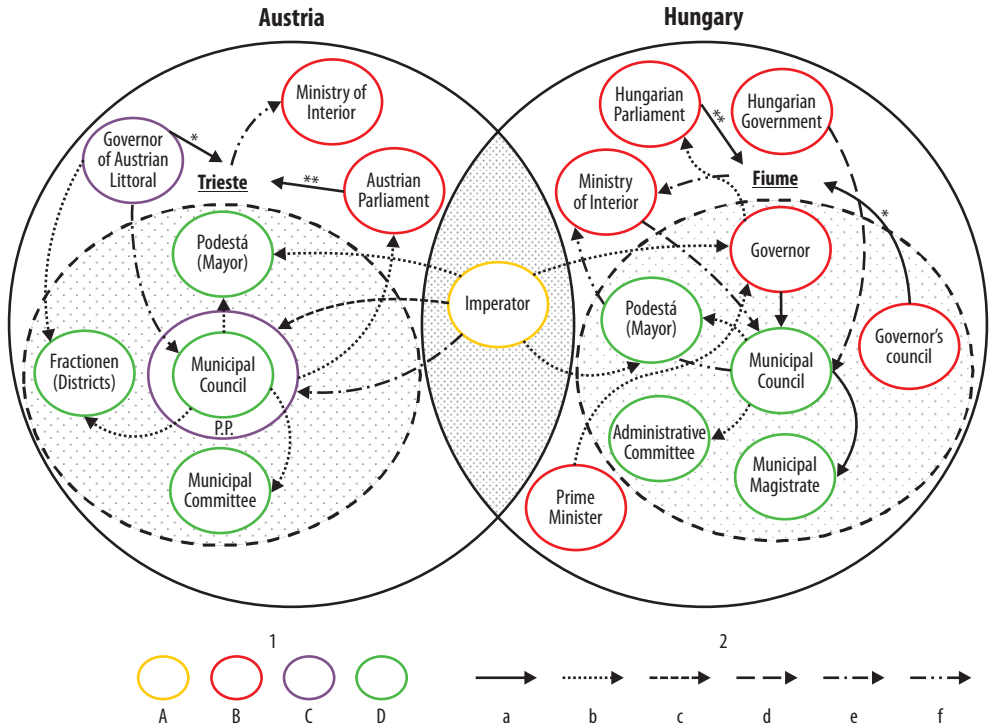 Austria
Hungary
Ministry of
Interior
Governor
of Austrian
Littoral
*
Trieste
**
Austrian
Parliament
Podestá
(Mayor)
Fractionen
(Districts)
Municipal
Council
P.P.
Municipal
Committee
Imperator
Hungarian
Parliament
**
Hungarian
Government
Ministry
of Interior
Fiume
*
Governor
Podestá
(Mayor)
Municipal
Council
Governor's
council
Administrative
Committee
Municipal
Magistrate
Prime
Minister
1
2
A
B
C
D
a
b
c
d
e
f